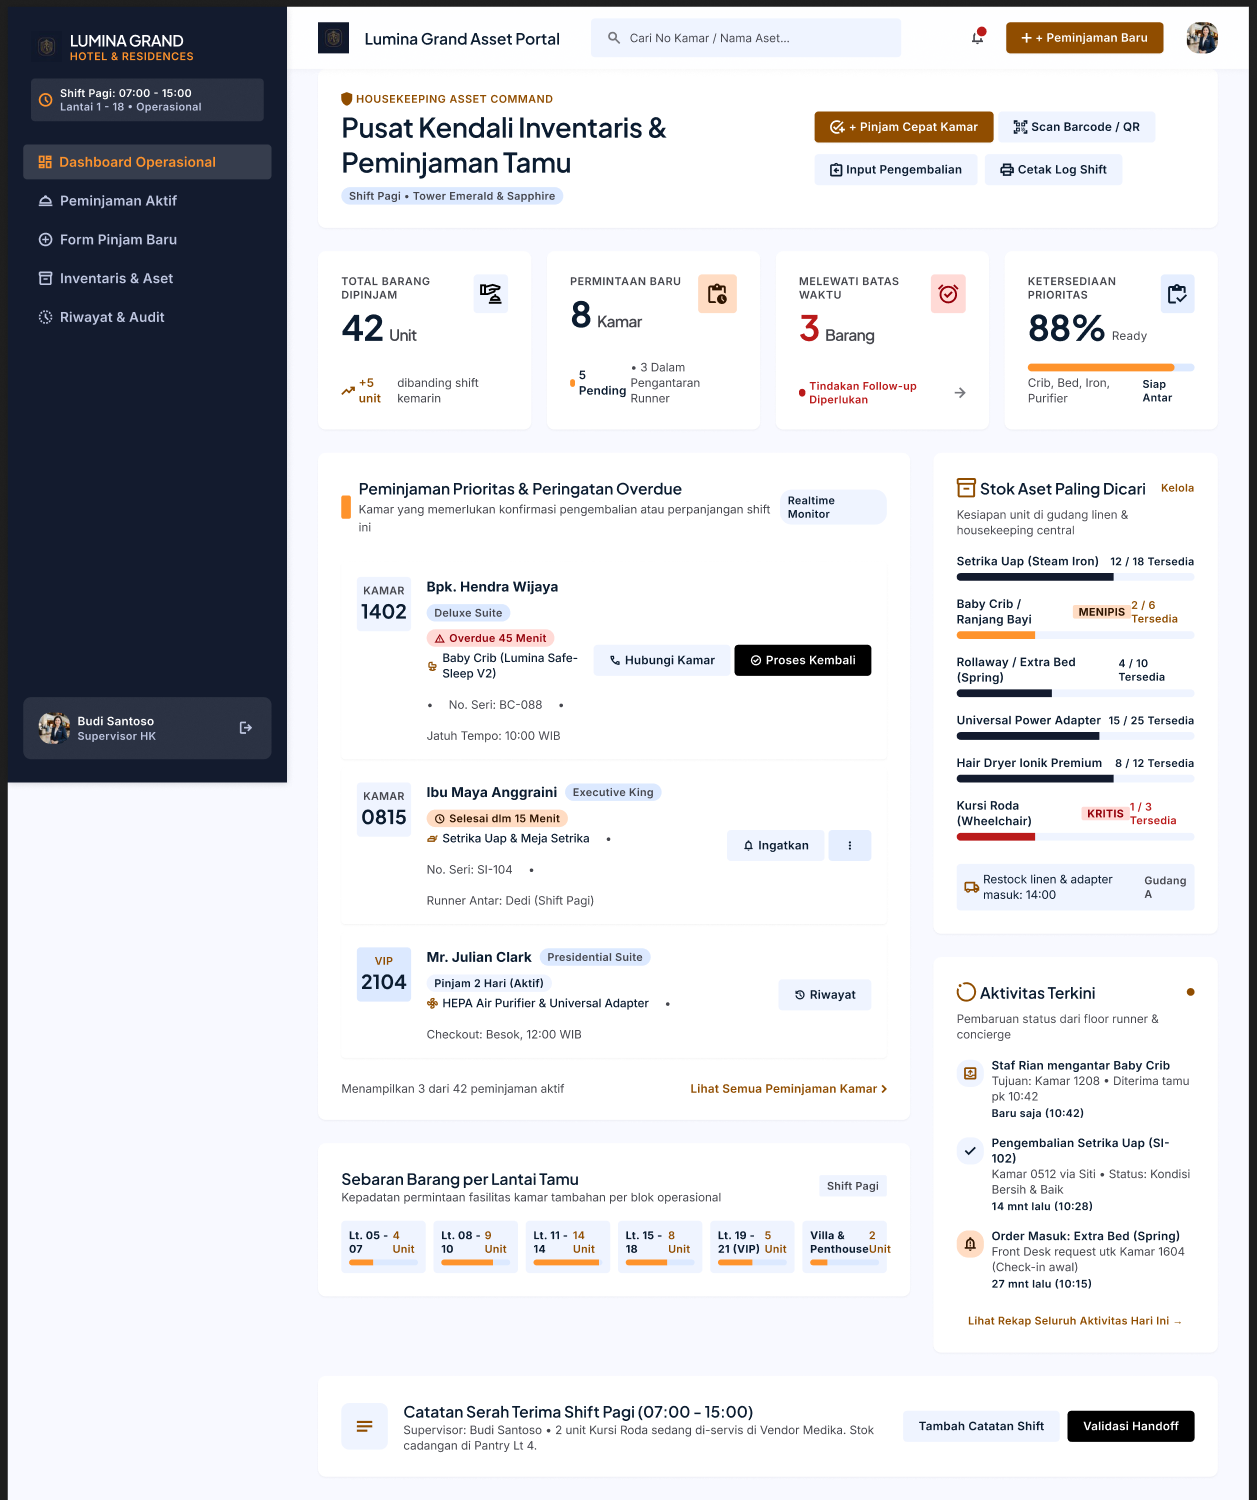 LUMINA GRAND
HOTEL & RESIDENCES
Shift Pagi: 07:00 - 15:00
Lantai 1 - 18 • Operasional
Dashboard Operasional
Peminjaman Aktif
Form Pinjam Baru
Inventaris & Aset
Riwayat & Audit
Budi Santoso
Supervisor HK
Lumina Grand Asset Portal
Cari No Kamar / Nama Aset...
+ Peminjaman Baru
HOUSEKEEPING ASSET COMMAND
Pusat Kendali Inventaris &
Peminjaman Tamu
Shift Pagi • Tower Emerald & Sapphire
+ Pinjam Cepat Kamar
Scan Barcode / QR
Input Pengembalian
Cetak Log Shift
TOTAL BARANG
DIPINJAM
42 Unit
+5
unit
dibanding shift
kemarin
PERMINTAAN BARU
8 Kamar
5
Pending
• 3 Dalam
Pengantaran
Runner
MELEWATI BATAS
WAKTU
3 Barang
Tindakan Follow-up
Diperlukan
KETERSEDIAAN
PRIORITAS
88% Ready
Crib, Bed, Iron,
Purifier
Siap
Antar
Peminjaman Prioritas & Peringatan Overdue
Kamar yang memerlukan konfirmasi pengembalian atau perpanjangan shift
ini
Realtime
Monitor
KAMAR
1402
Bpk. Hendra Wijaya
Deluxe Suite
Overdue 45 Menit
Baby Crib (Lumina Safe-
Sleep V2)
• No. Seri: BC-088 •
Jatuh Tempo: 10:00 WIB
Hubungi Kamar
Proses Kembali
KAMAR
0815
Ibu Maya Anggraini
Executive King
Selesai dlm 15 Menit
Setrika Uap & Meja Setrika •
No. Seri: SI-104 •
Runner Antar: Dedi (Shift Pagi)
Ingatkan
VIP
2104
Mr. Julian Clark
Presidential Suite
Pinjam 2 Hari (Aktif)
HEPA Air Purifier & Universal Adapter •
Checkout: Besok, 12:00 WIB
Riwayat
Menampilkan 3 dari 42 peminjaman aktif
Lihat Semua Peminjaman Kamar
Sebaran Barang per Lantai Tamu
Kepadatan permintaan fasilitas kamar tambahan per blok operasional
Shift Pagi
Lt. 05 -
07
4
Unit
Lt. 08 -
10
9
Unit
Lt. 11 -
14
14
Unit
Lt. 15 -
18
8
Unit
Lt. 19 -
21 (VIP)
5
Unit
Villa &
Penthouse
2
Unit
Stok Aset Paling Dicari
Kelola
Kesiapan unit di gudang linen &
housekeeping central
Setrika Uap (Steam Iron)
12 / 18 Tersedia
Baby Crib /
Ranjang Bayi
MENIPIS
2 / 6
Tersedia
Rollaway / Extra Bed
(Spring)
4 / 10
Tersedia
Universal Power Adapter
15 / 25 Tersedia
Hair Dryer Ionik Premium
8 / 12 Tersedia
Kursi Roda
(Wheelchair)
KRITIS
1 / 3
Tersedia
Restock linen & adapter
masuk: 14:00
Gudang
A
Aktivitas Terkini
Pembaruan status dari floor runner &
concierge
Staf Rian mengantar Baby Crib
Tujuan: Kamar 1208 • Diterima tamu
pk 10:42
Baru saja (10:42)
Pengembalian Setrika Uap (SI-
102)
Kamar 0512 via Siti • Status: Kondisi
Bersih & Baik
14 mnt lalu (10:28)
Order Masuk: Extra Bed (Spring)
Front Desk request utk Kamar 1604
(Check-in awal)
27 mnt lalu (10:15)
Lihat Rekap Seluruh Aktivitas Hari Ini →
Catatan Serah Terima Shift Pagi (07:00 - 15:00)
Supervisor: Budi Santoso • 2 unit Kursi Roda sedang di-servis di Vendor Medika. Stok
cadangan di Pantry Lt 4.
Tambah Catatan Shift
Validasi Handoff